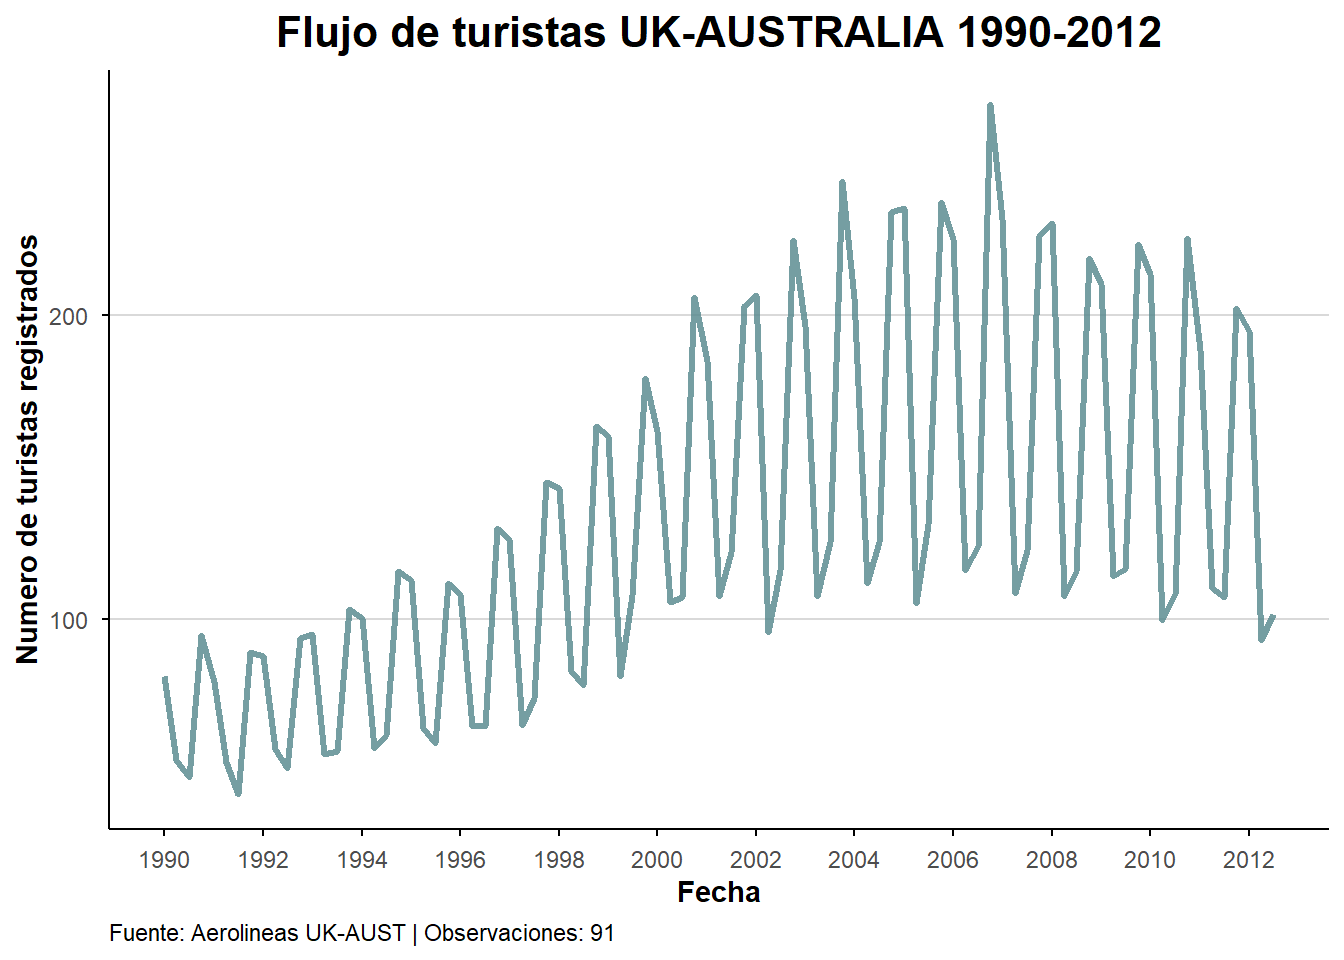 Flujo de turistas UK-AUSTRALIA 1990-2012
Numero de turistas registrados
200
100
1990 1992 1994 1996 1998 2000 2002 2004 2006 2008 2010 2012
Fecha
Fuente: Aerolineas UK-AUST | Observaciones: 91